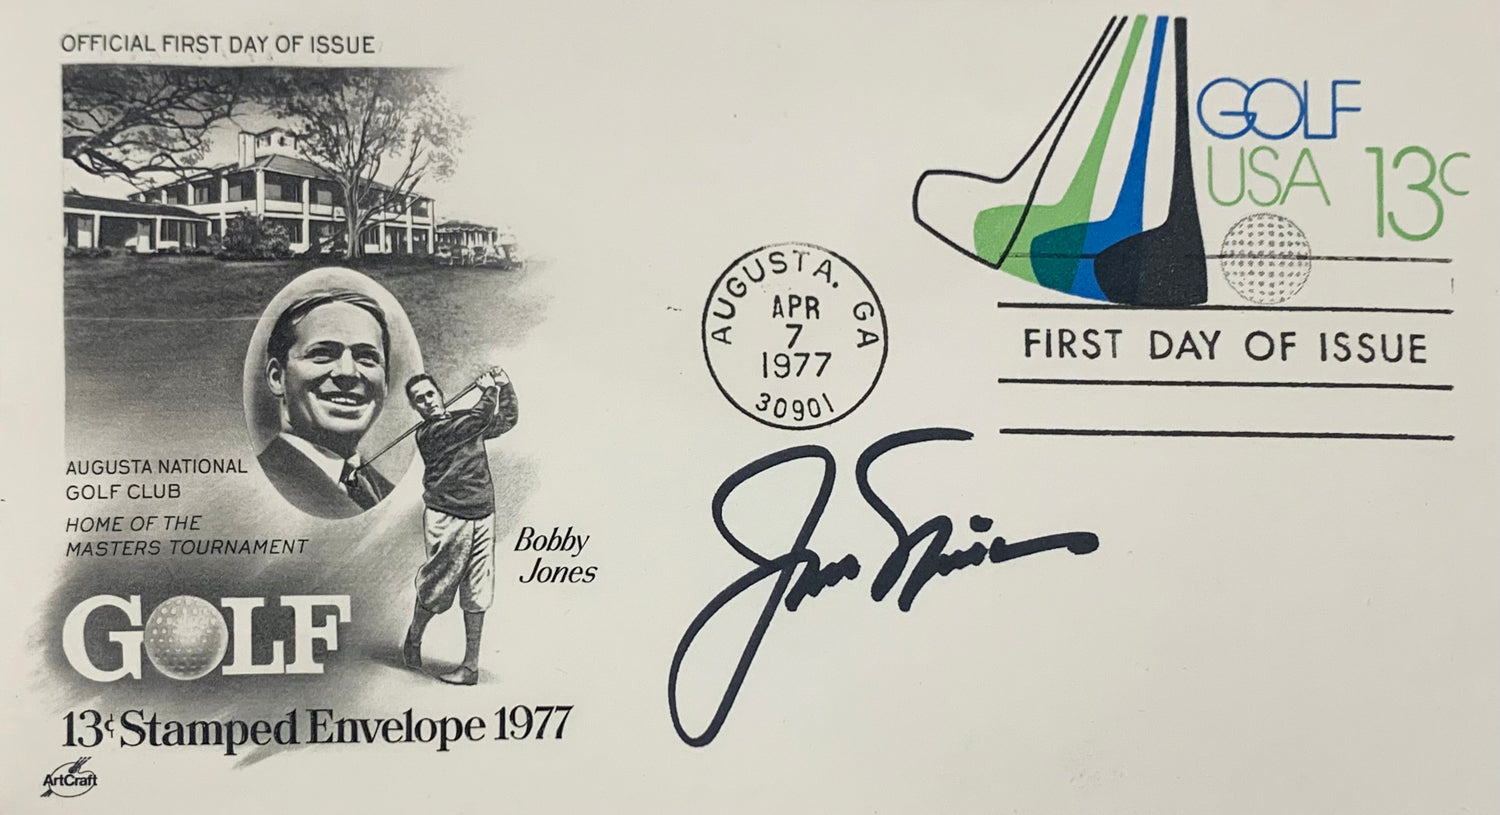 OFFICIAL FIRST DAY OF ISSUE
AUGUSTA NATIONAL
GOLF CLUB
HOME OF THE
MASTERS TOURNAMENT
Bobby
Jones
GOLF
13¢ Stamped Envelope 1977
ArtCraft
AUGUSTA. GA
APR
7
1977
30901
GOLF
USA 13c
FIRST DAY OF ISSUE